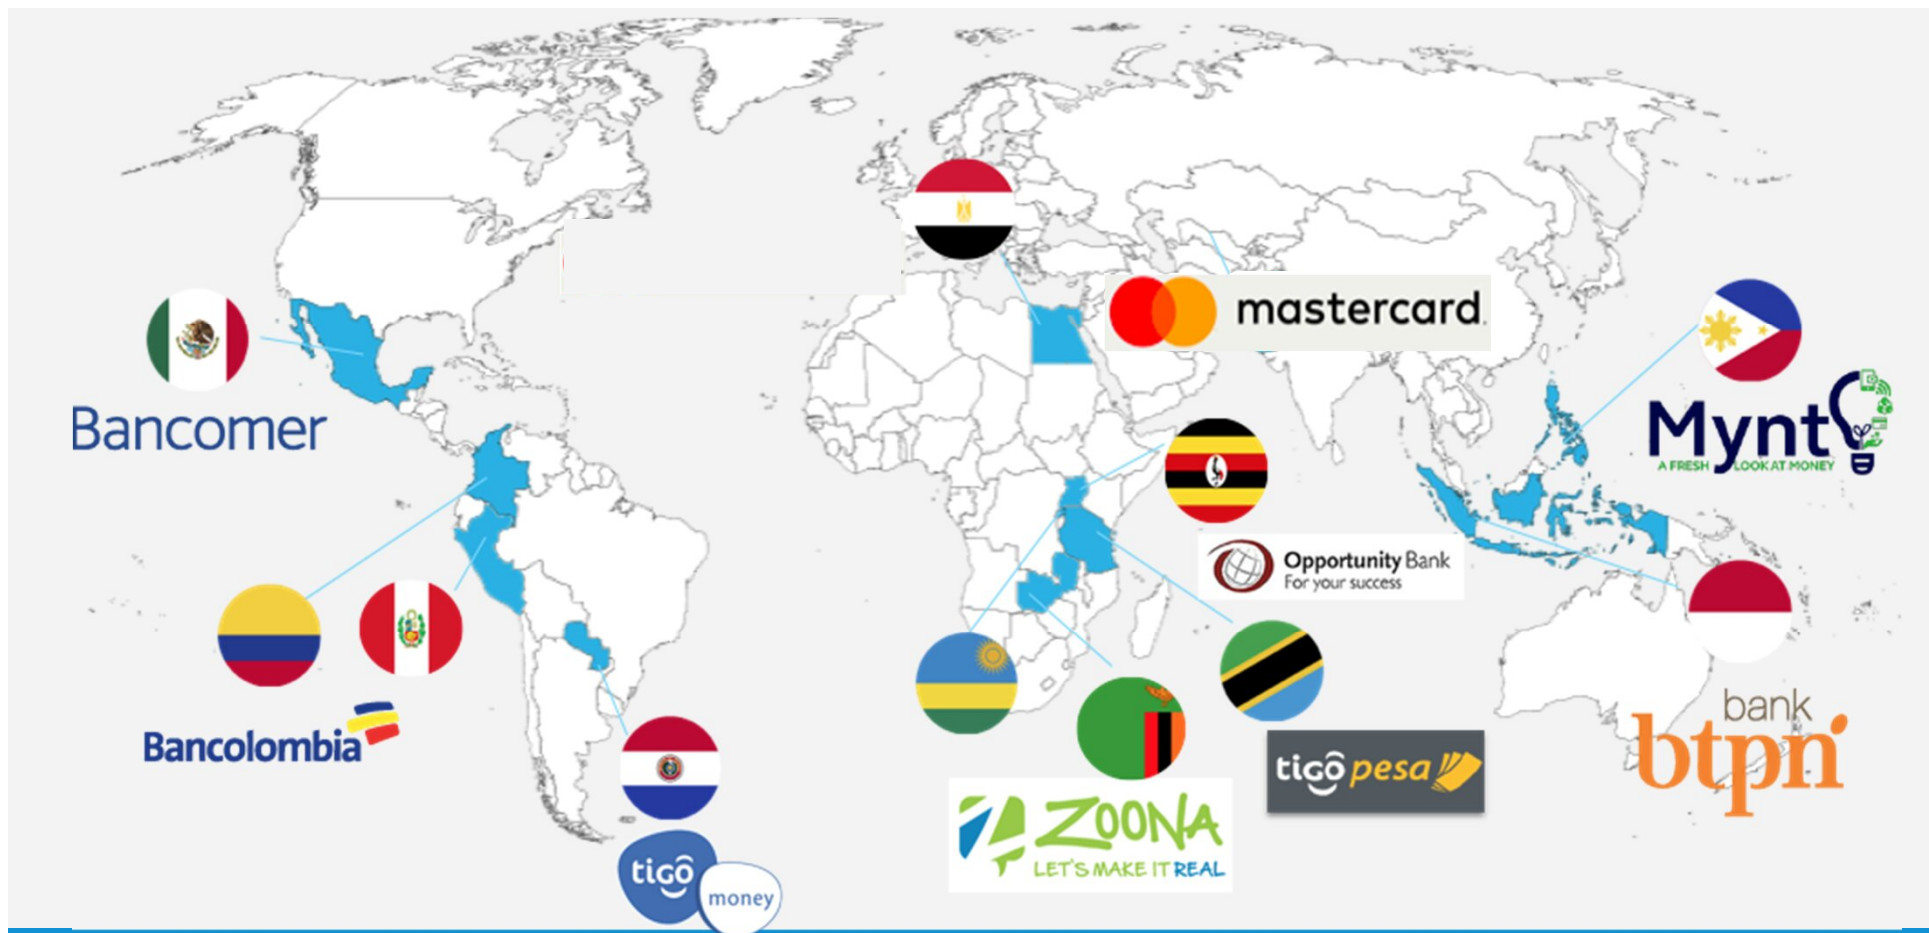 mastercard.
Bancomer
Mynt
A FRESH LOOK AT MONEY
Opportunity Bank
For your success
Bancolombia
tigo pesa
bank
btpn
ZOONA
LET'S MAKE IT REAL
tigo
money